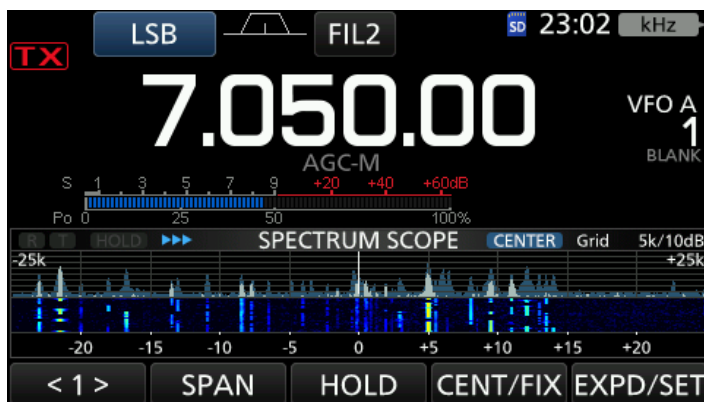 LSB FIL2 SD 23:02 kHz
TX
7.050.00 VFO A
1
AGC-M BLANK
S 1 3 5 7 9 +20 +40 +60dB
Po 0 25 50 100%
R T HOLD SPECTRUM SCOPE CENTER Grid 5k/10dB
-25k +25k
-20 -15 -10 -5 0 +5 +10 +15 +20
< 1 > SPAN HOLD CENT/FIX EXPD/SET